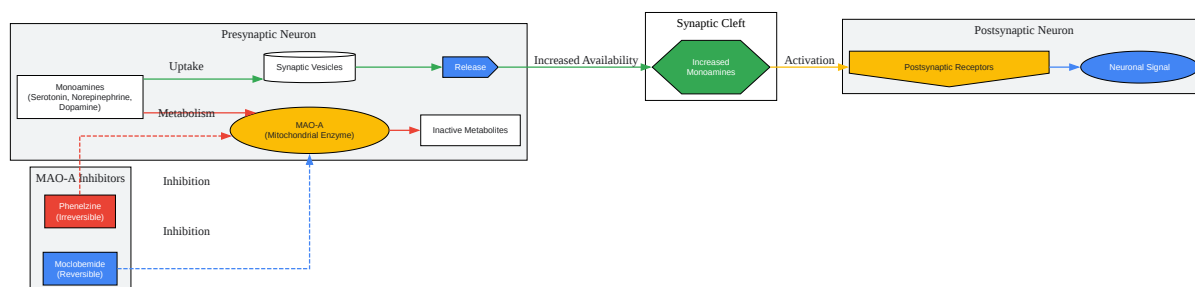 Presynaptic Neuron
Synaptic Cleft
Postsynaptic Neuron
Uptake
Synaptic Vesicles
Release
Increased Availability
Increased
Monoamines
Activation
Postsynaptic Receptors
Neuronal Signal
Monoamines
(Serotonin, Norepinephrine,
Dopamine)
Metabolism
MAO-A
(Mitochondrial Enzyme)
Inactive Metabolites
MAO-A Inhibitors
Inhibition
Phenelzine
(Irreversible)
Inhibition
Moclobemide
(Reversible)